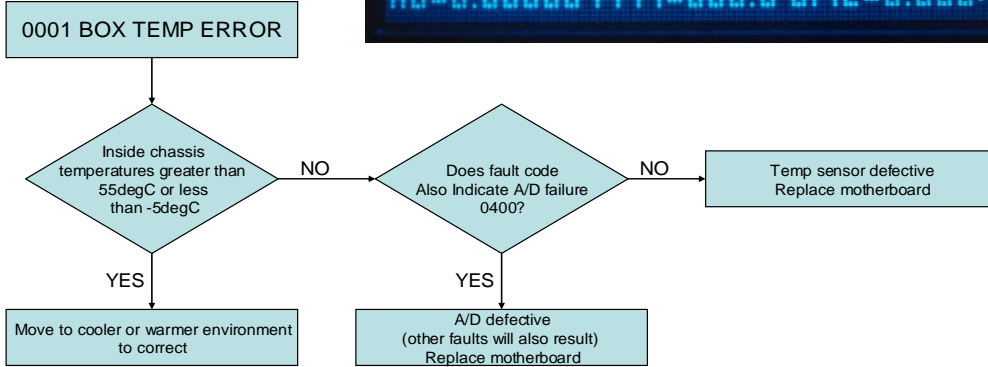 0001 BOX TEMP ERROR
Inside chassis
temperatures greater than
55degC or less
than -5degC
NO
Does fault code
Also Indicate A/D failure
0400?
NO
Temp sensor defective
Replace motherboard
YES
YES
Move to cooler or warmer environment
to correct
A/D defective
(other faults will also result)
Replace motherboard